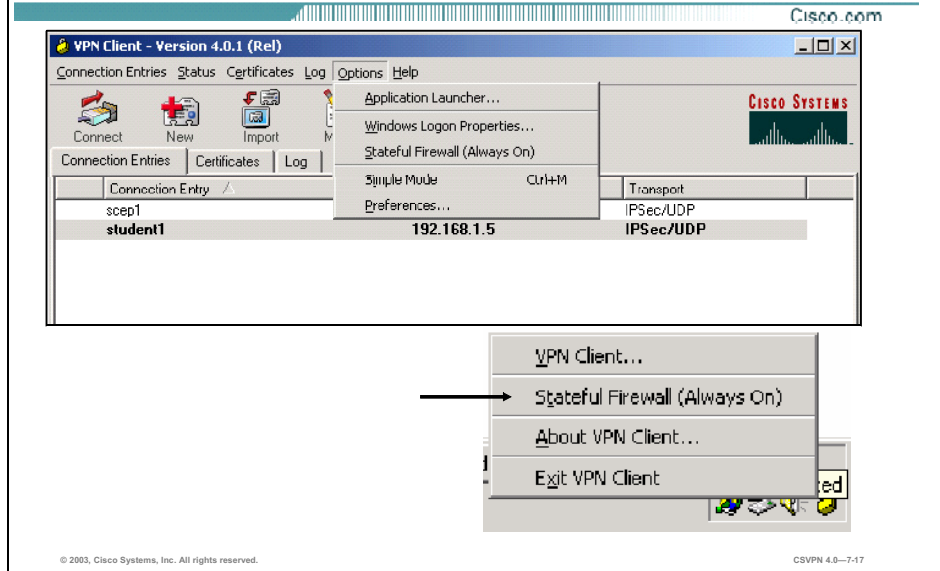 Cisco.com
VPN Client - Version 4.0.1 (Rel)
Connection Entries Status Certificates Log Options Help
Application Launcher...
Windows Logon Properties...
Stateful Firewall (Always On)
Simple Mode Ctrl+M
Preferences...
Connect New Import
CISCO SYSTEMS
Connection Entries Certificates Log
Connection Entry Transport
scep1 IPSec/UDP
student1 192.168.1.5 IPSec/UDP
VPN Client...
Stateful Firewall (Always On)
About VPN Client...
Exit VPN Client
© 2003, Cisco Systems, Inc. All rights reserved. CSVPN 4.0—7-17